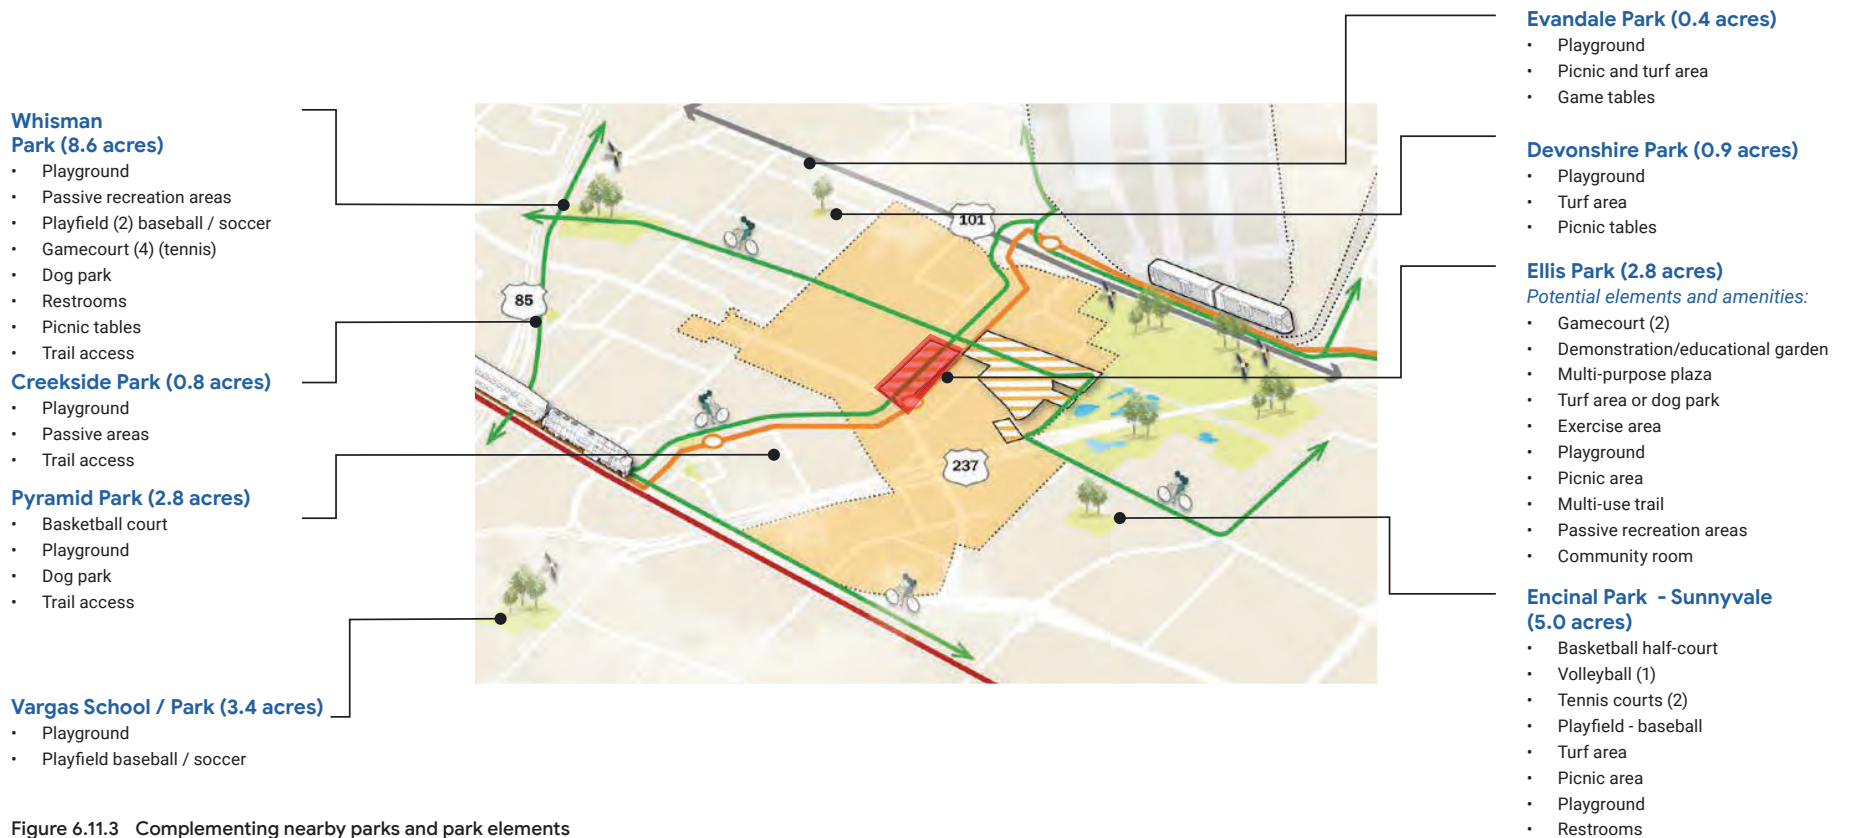 Whisman
Park (8.6 acres)
• Playground
• Passive recreation areas
• Playfield (2) baseball / soccer
• Gamecourt (4) (tennis)
• Dog park
• Restrooms
• Picnic tables
• Trail access
Creekside Park (0.8 acres)
• Playground
• Passive areas
• Trail access
Pyramid Park (2.8 acres)
• Basketball court
• Playground
• Dog park
• Trail access
Vargas School / Park (3.4 acres)
• Playground
• Playfield baseball / soccer
101
85
237
Evandale Park (0.4 acres)
• Playground
• Picnic and turf area
• Game tables
Devonshire Park (0.9 acres)
• Playground
• Turf area
• Picnic tables
Ellis Park (2.8 acres)
Potential elements and amenities:
• Gamecourt (2)
• Demonstration/educational garden
• Multi-purpose plaza
• Turf area or dog park
• Exercise area
• Playground
• Picnic area
• Multi-use trail
• Passive recreation areas
• Community room
Encinal Park - Sunnyvale
(5.0 acres)
• Basketball half-court
• Volleyball (1)
• Tennis courts (2)
• Playfield - baseball
• Turf area
• Picnic area
• Playground
• Restrooms
Figure 6.11.3 Complementing nearby parks and park elements